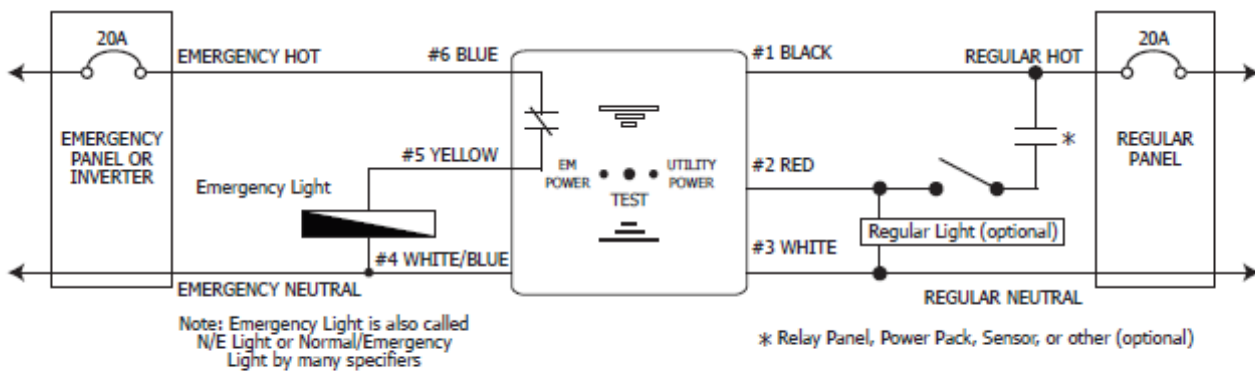 20A
EMERGENCY HOT
#6 BLUE
#1 BLACK
REGULAR HOT
20A
EMERGENCY
PANEL OR
INVERTER
#5 YELLOW
EM
POWER
UTILITY
POWER
TEST
#2 RED
*
REGULAR
PANEL
Emergency Light
Regular Light (optional)
#4 WHITE/BLUE
#3 WHITE
EMERGENCY NEUTRAL
REGULAR NEUTRAL
Note: Emergency Light is also called
N/E Light or Normal/Emergency
Light by many specifiers
* Relay Panel, Power Pack, Sensor, or other (optional)